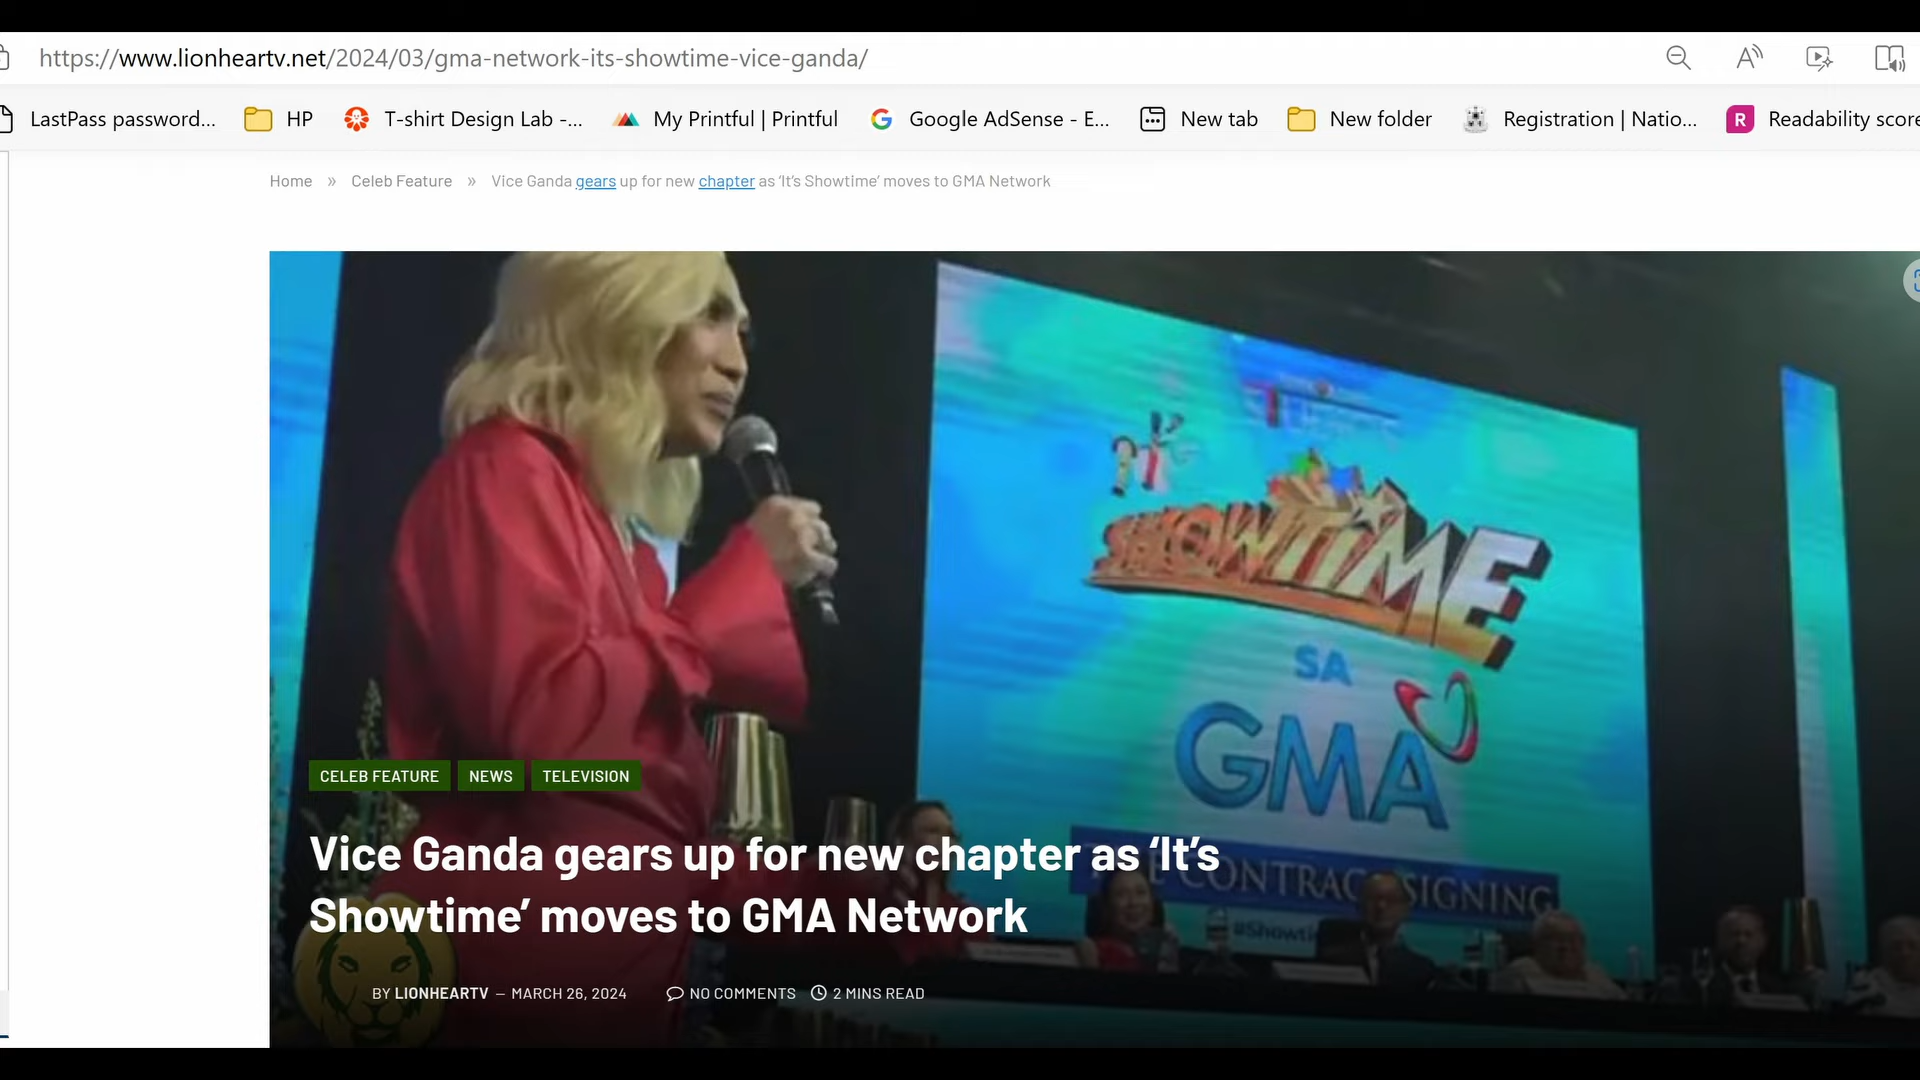 https://www.lionheartv.net/2024/03/gma-network-its-showtime-vice-ganda/
LastPass password... HP T-shirt Design Lab -... My Printful | Printful Google AdSense - E... New tab New folder Registration | Natio... R Readability score
Home » Celeb Feature » Vice Ganda gears up for new chapter as ‘It’s Showtime’ moves to GMA Network
SHOWTiME
SA
GMA
CONTRACT SIGNING
#Showti
CELEB FEATURE NEWS TELEVISION
Vice Ganda gears up for new chapter as ‘It’s
Showtime’ moves to GMA Network
BY LIONHEARTV – MARCH 26, 2024 NO COMMENTS 2 MINS READ